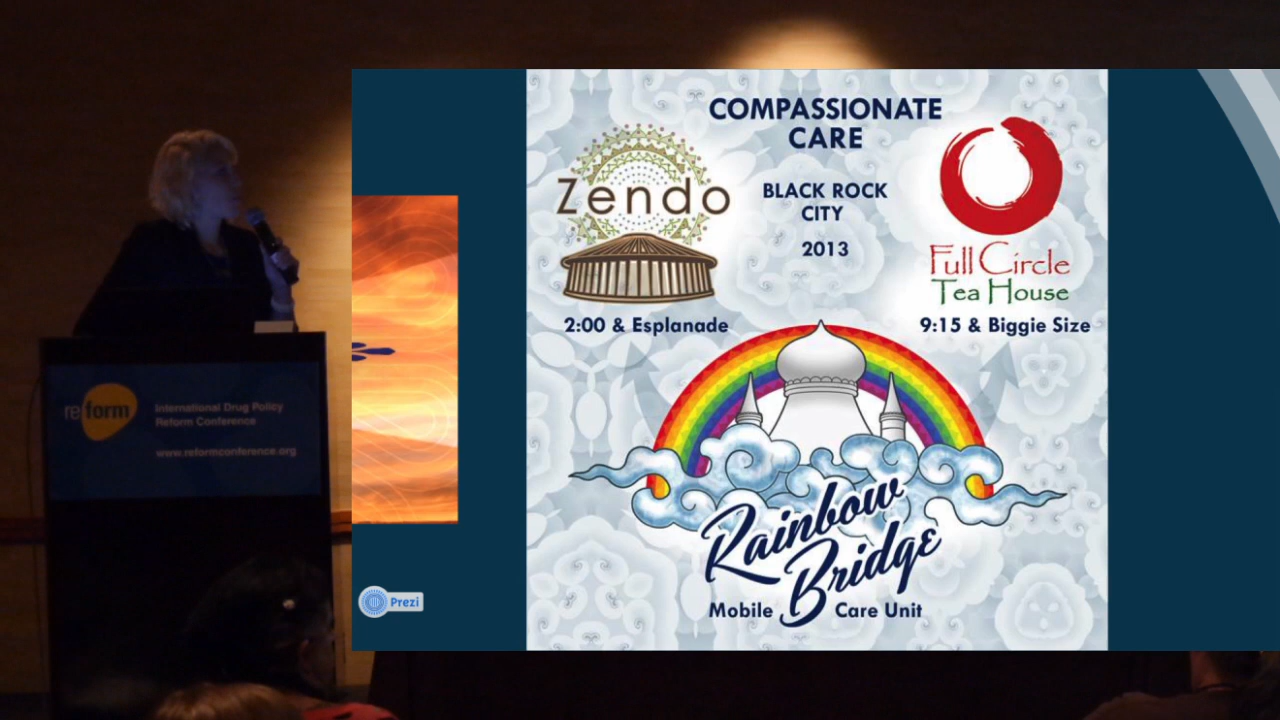 COMPASSIONATE
CARE
Zendo
BLACK ROCK
CITY
2013
Full Circle
Tea House
2:00 & Esplanade
9:15 & Biggie Size
Rainbow
Bridge
Mobile
Care Unit
Prezi
reform
International Drug Policy
Reform Conference
www.reformconference.org